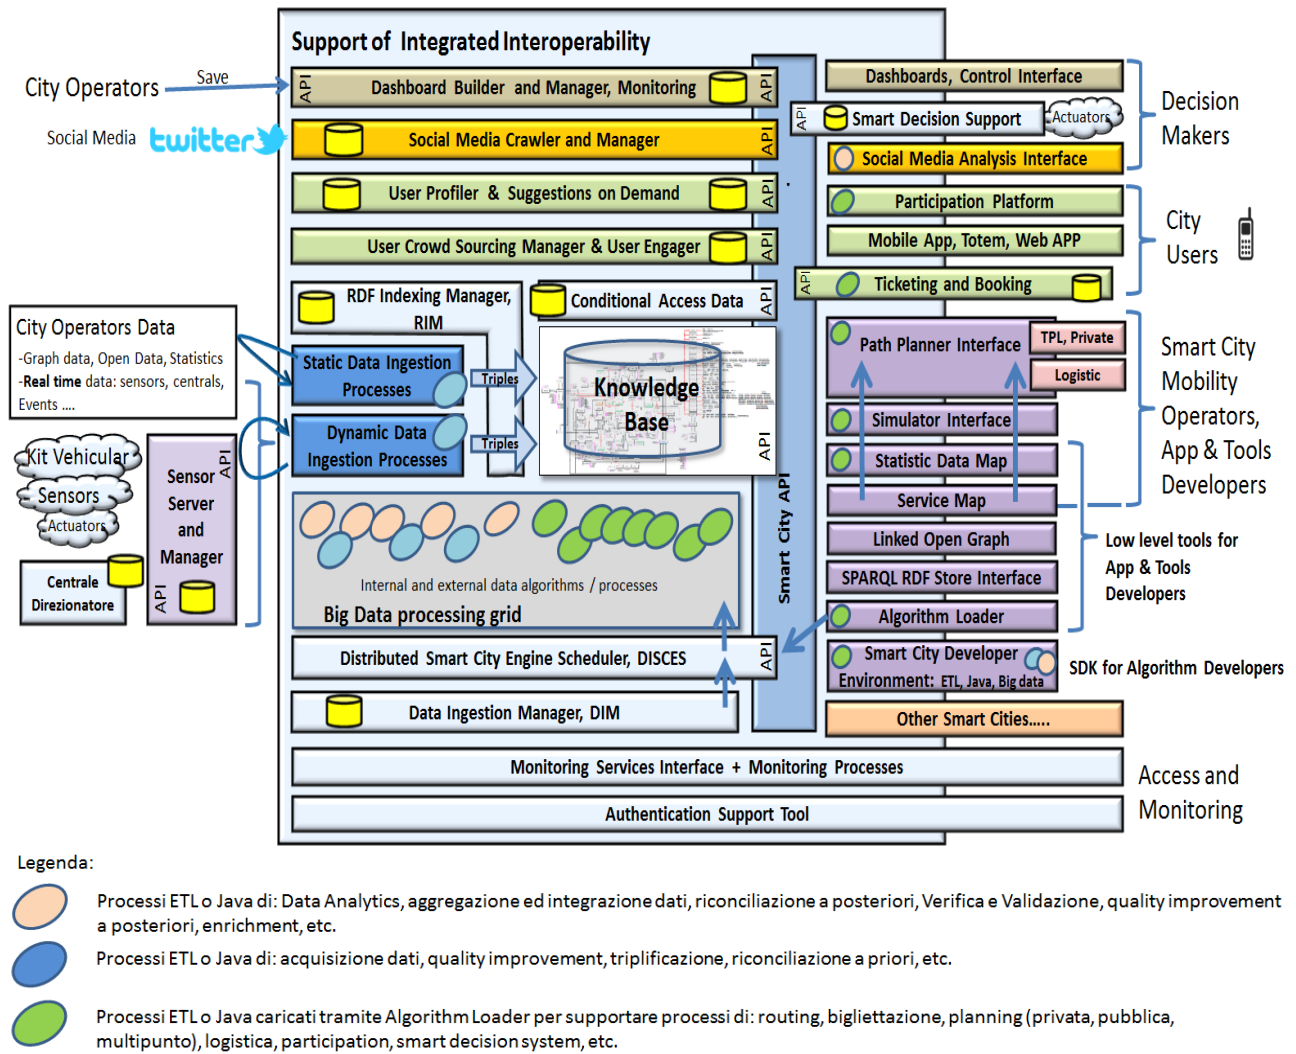 Support of Integrated Interoperability
City Operators
Save
API
Dashboard Builder and Manager, Monitoring
API
Social Media
twitter
Social Media Crawler and Manager
API
User Profiler & Suggestions on Demand
API
User Crowd Sourcing Manager & User Engager
API
RDF Indexing Manager,
RIM
Conditional Access Data
API
City Operators Data
-Graph data, Open Data, Statistics
-Real time data: sensors, centrals,
Events ....
Static Data Ingestion
Processes
Triples
Dynamic Data
Ingestion Processes
Triples
Knowledge
Base
API
Kit Vehicular
Sensors
Actuators
Centrale
Direzionatore
API
Sensor
Server
and
Manager
API
Internal and external data algorithms / processes
Big Data processing grid
Distributed Smart City Engine Scheduler, DISCES
API
Data Ingestion Manager, DIM
Smart City API
Dashboards, Control Interface
API
Smart Decision Support
Actuators
Social Media Analysis Interface
Decision
Makers
Participation Platform
Mobile App, Totem, Web APP
API
Ticketing and Booking
City
Users
Path Planner Interface
TPL, Private
Logistic
Simulator Interface
Statistic Data Map
Service Map
Linked Open Graph
SPARQL RDF Store Interface
Algorithm Loader
Smart City Developer
Environment: ETL, Java, Big data
Smart City
Mobility
Operators,
App & Tools
Developers
Low level tools for
App & Tools
Developers
SDK for Algorithm Developers
Other Smart Cities.....
Monitoring Services Interface + Monitoring Processes
Authentication Support Tool
Access and
Monitoring
Legenda:
Processi ETL o Java di: Data Analytics, aggregazione ed integrazione dati, riconciliazione a posteriori, Verifica e Validazione, quality improvement
a posteriori, enrichment, etc.
Processi ETL o Java di: acquisizione dati, quality improvement, triplificazione, riconciliazione a priori, etc.
Processi ETL o Java caricati tramite Algorithm Loader per supportare processi di: routing, bigliettazione, planning (privata, pubblica,
multipunto), logistica, participation, smart decision system, etc.